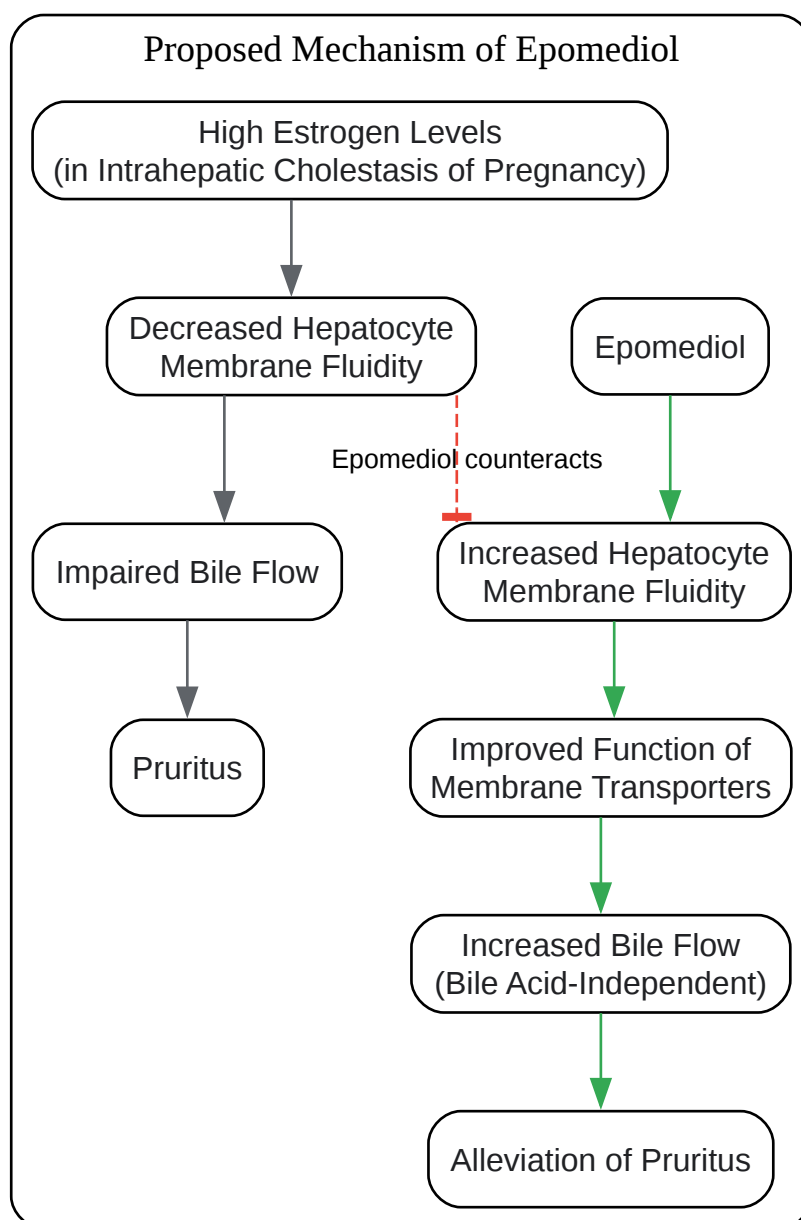 Proposed Mechanism of Epomediol
High Estrogen Levels
(in Intrahepatic Cholestasis of Pregnancy)
Decreased Hepatocyte
Membrane Fluidity
Epomediol
Epomediol counteracts
Impaired Bile Flow
Increased Hepatocyte
Membrane Fluidity
Pruritus
Improved Function of
Membrane Transporters
Increased Bile Flow
(Bile Acid-Independent)
Alleviation of Pruritus